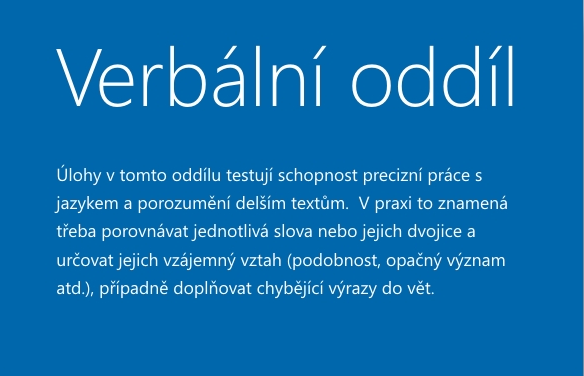 Verbální oddíl
Úlohy v tomto oddílu testují schopnost precizní práce s
jazykem a porozumění delším textům.  V praxi to znamená
třeba porovnávat jednotlivá slova nebo jejich dvojice a
určovat jejich vzájemný vztah (podobnost, opačný význam
atd.), případně doplňovat chybějící výrazy do vět.